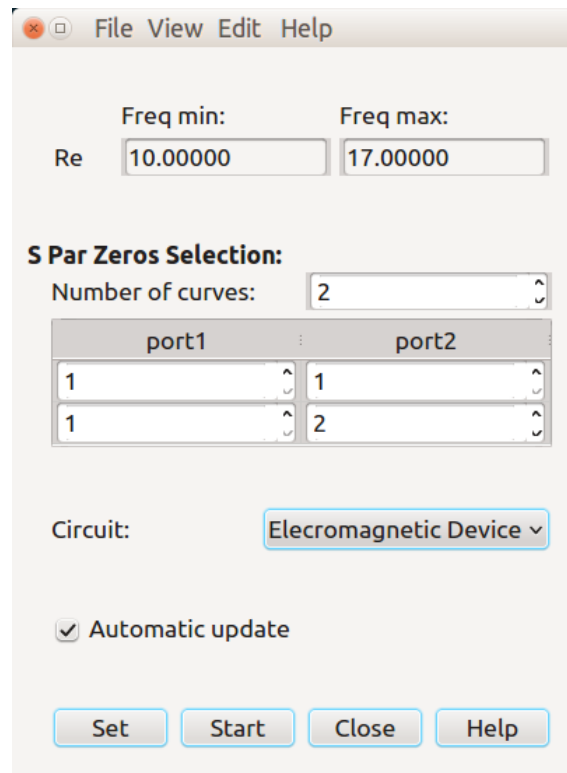 File View Edit Help
Freq min: Freq max:
Re 10.00000 17.00000
S Par Zeros Selection:
Number of curves: 2
port1 port2
1 1
1 2
Circuit: Elecromagnetic Device
Automatic update
Set Start Close Help